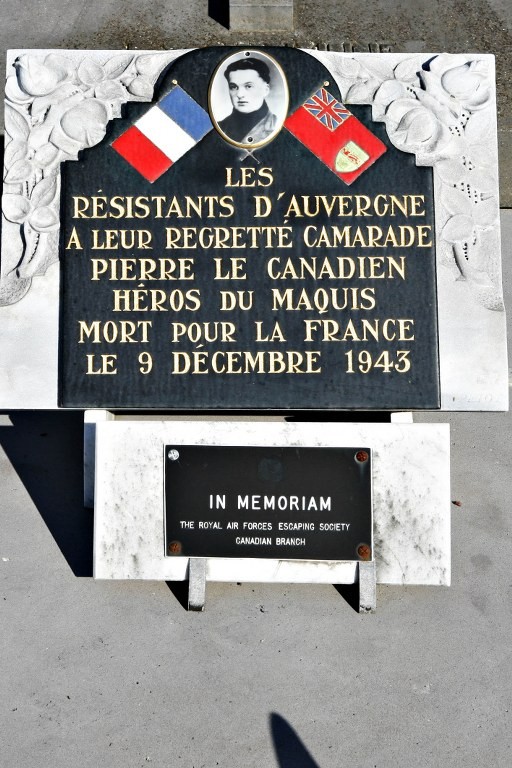 LES
RÉSISTANTS D'AUVERGNE
A LEUR REGRETTÉ CAMARADE
PIERRE LE CANADIEN
HÉROS DU MAQUIS
MORT POUR LA FRANCE
LE 9 DÉCEMBRE 1943
IN MEMORIAM
THE ROYAL AIR FORCES ESCAPING SOCIETY
CANADIAN BRANCH